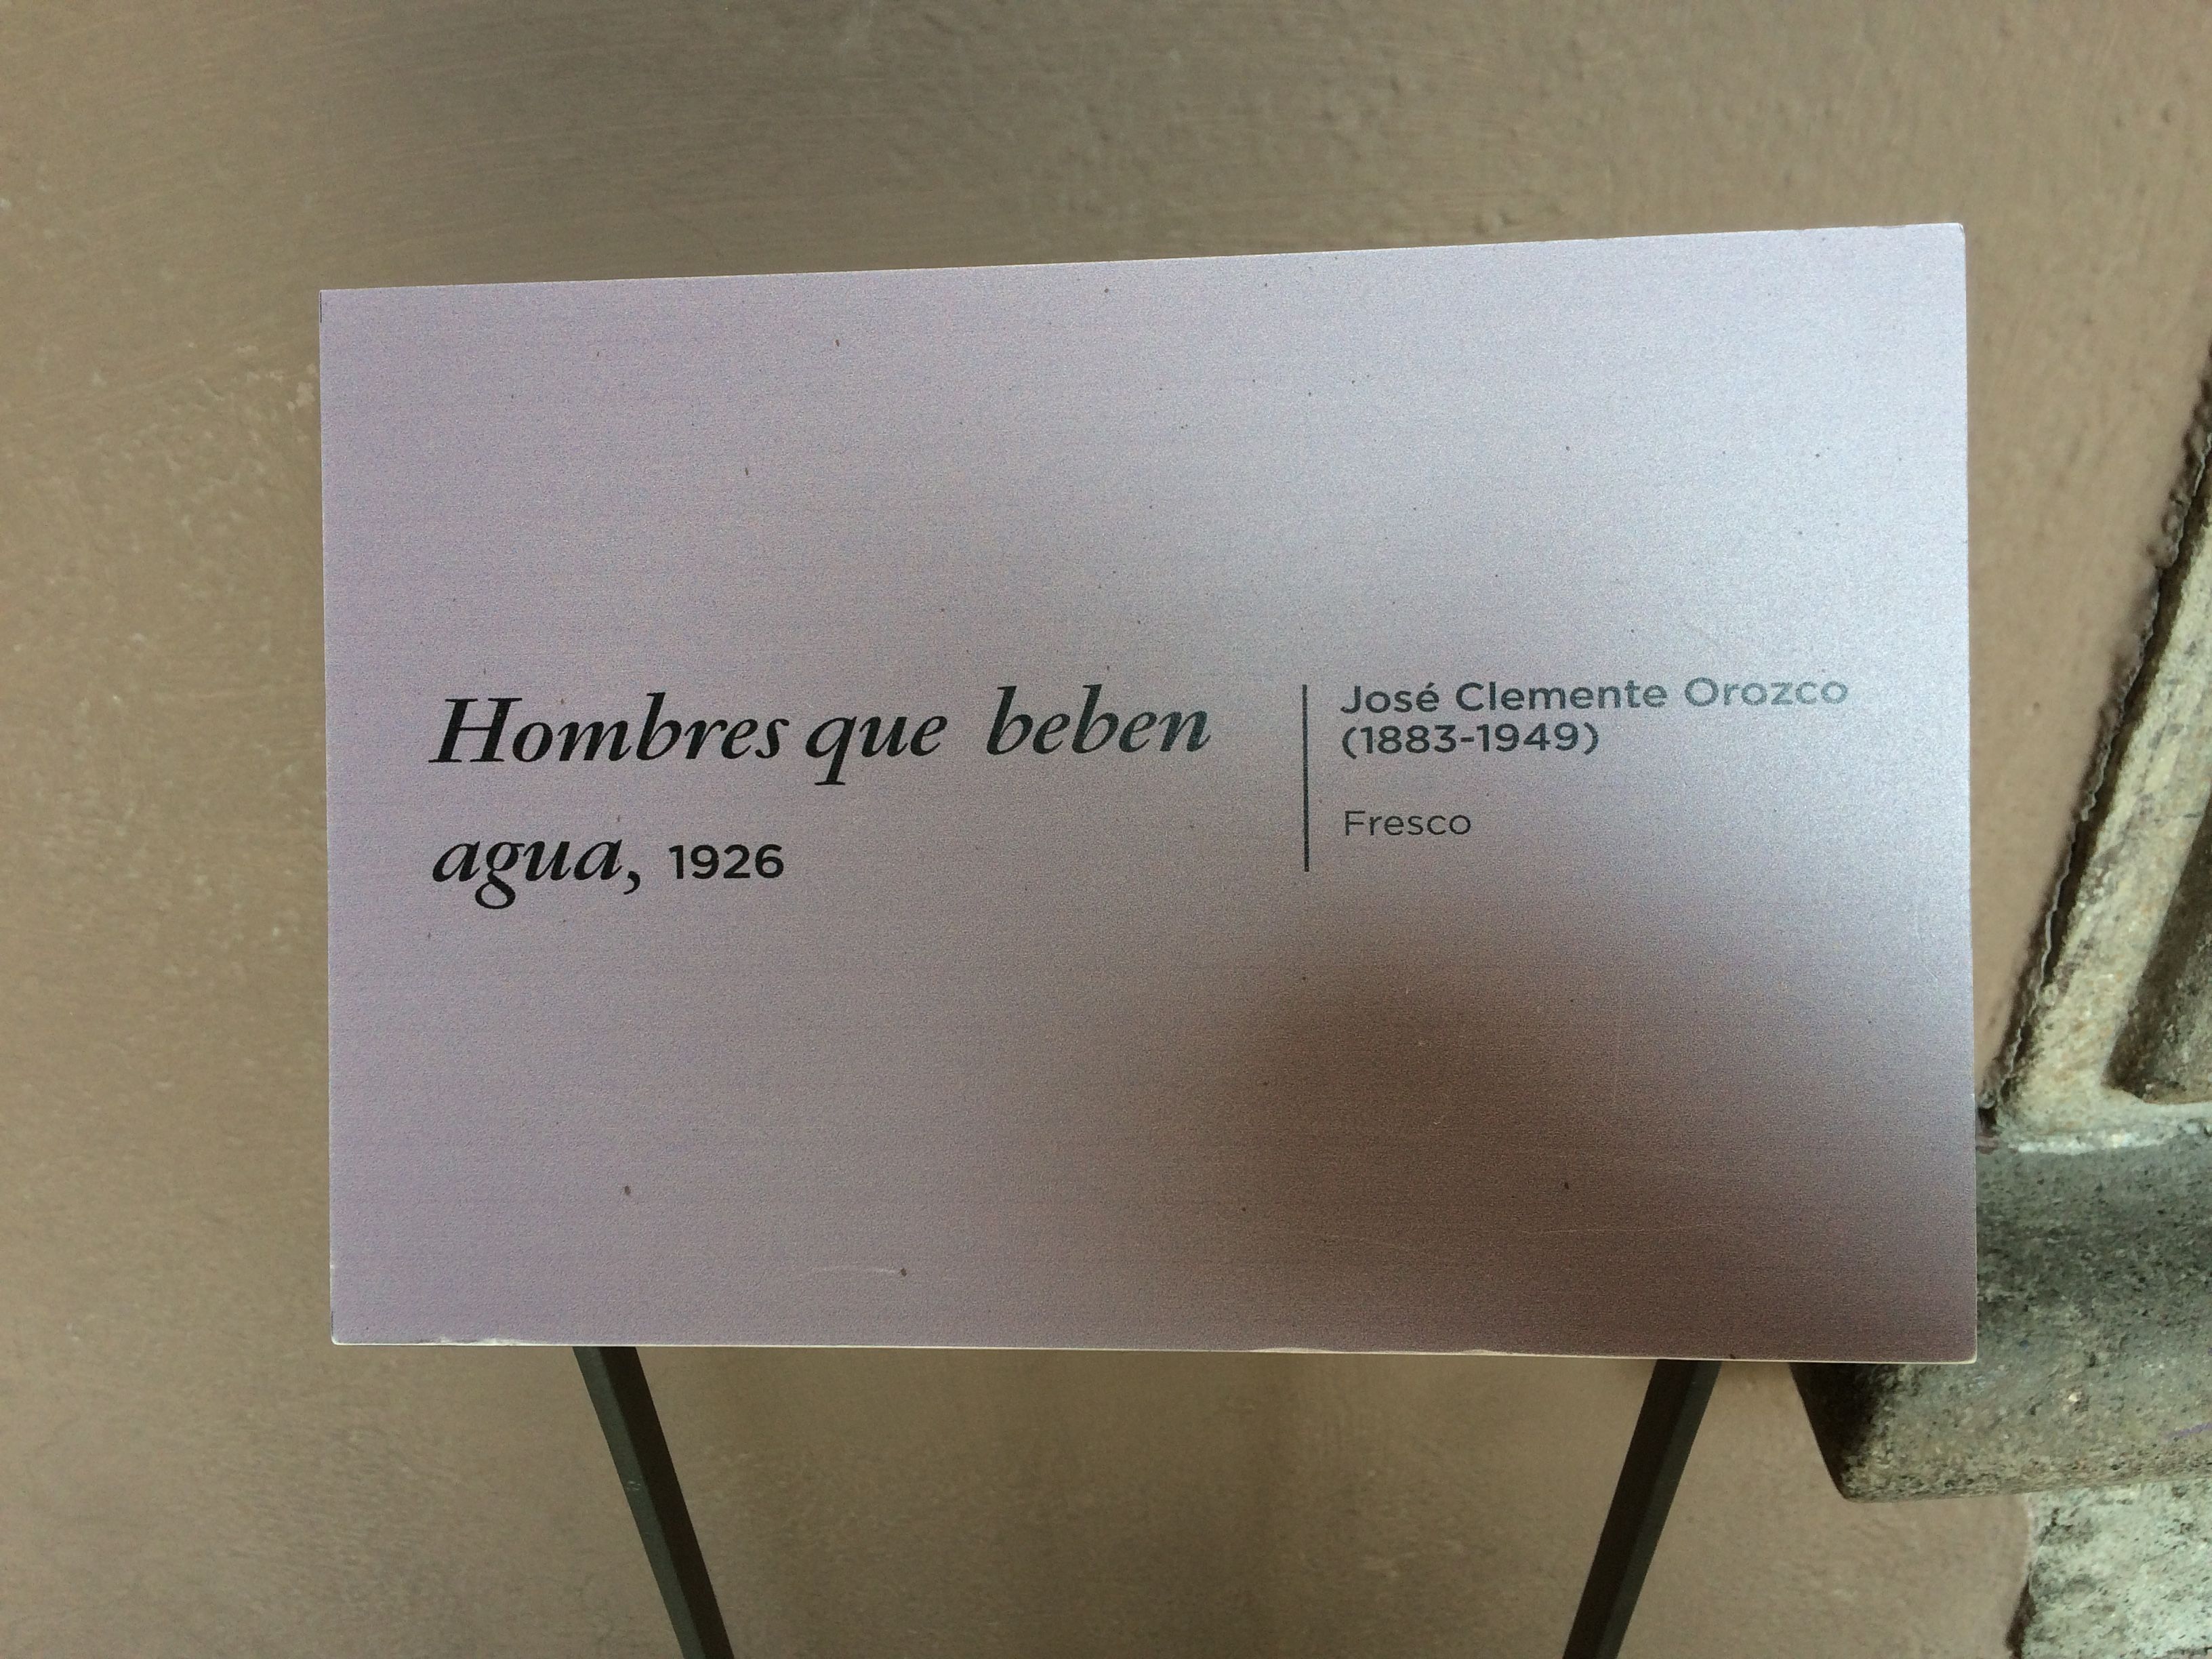 Hombres que beben
agua, 1926
José Clemente Orozco
(1883-1949)
Fresco